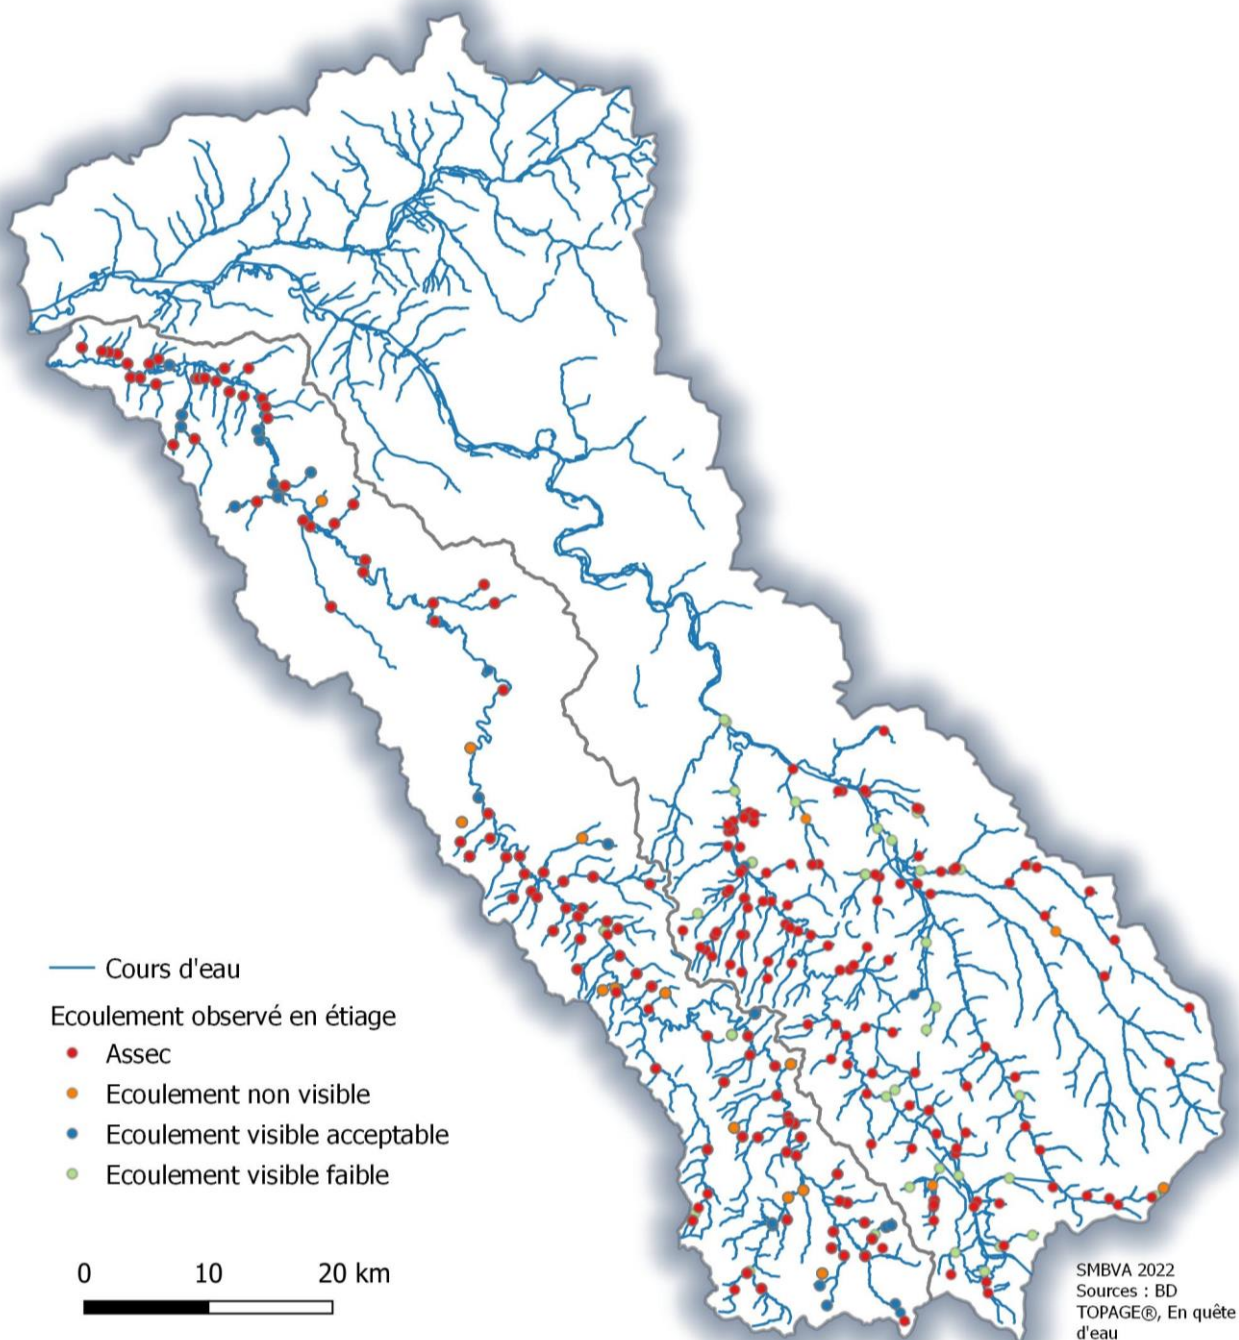 Cours d'eau
Ecoulement observé en étiage
Assec
Ecoulement non visible
Ecoulement visible acceptable
Ecoulement visible faible
0 10 20 km
SMBVA 2022
Sources : BD
TOPAGE®, En quête
d'eau